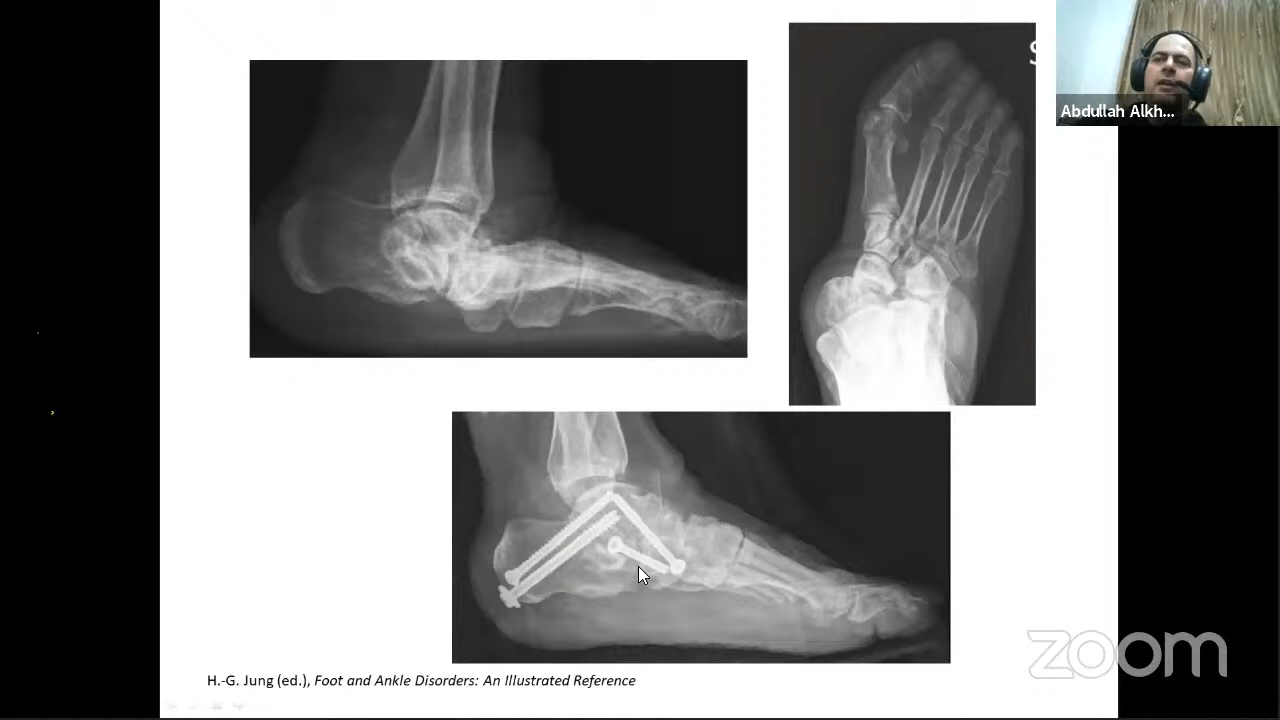 S
Abdullah Alkh...
H.-G. Jung (ed.), Foot and Ankle Disorders: An Illustrated Reference
zoom